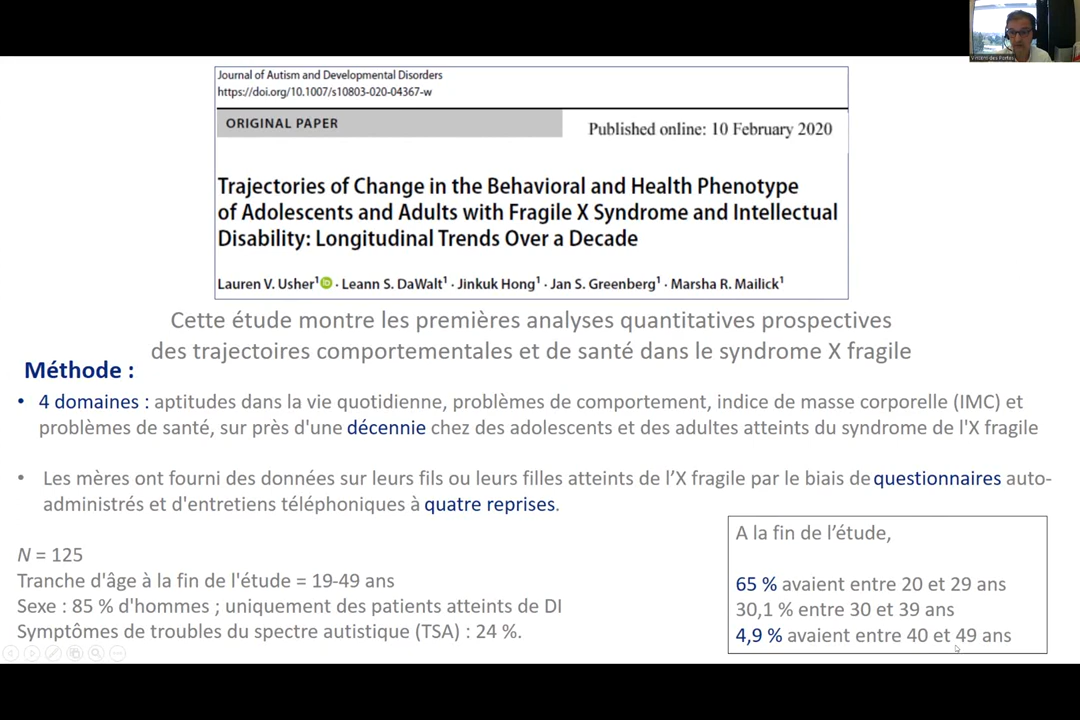 Journal of Autism and Developmental Disorders
https://doi.org/10.1007/s10803-020-04367-w
ORIGINAL PAPER
Published online: 10 February 2020
Trajectories of Change in the Behavioral and Health Phenotype
of Adolescents and Adults with Fragile X Syndrome and Intellectual
Disability: Longitudinal Trends Over a Decade
Lauren V. Usher¹ · Leann S. DaWalt¹ · Jinkuk Hong¹ · Jan S. Greenberg¹ · Marsha R. Mailick¹
Cette étude montre les premières analyses quantitatives prospectives
des trajectoires comportementales et de santé dans le syndrome X fragile
Méthode :
• 4 domaines : aptitudes dans la vie quotidienne, problèmes de comportement, indice de masse corporelle (IMC) et
problèmes de santé, sur près d'une décennie chez des adolescents et des adultes atteints du syndrome de l'X fragile
• Les mères ont fourni des données sur leurs fils ou leurs filles atteints de l’X fragile par le biais de questionnaires auto-
administrés et d'entretiens téléphoniques à quatre reprises.
N = 125
Tranche d'âge à la fin de l'étude = 19-49 ans
Sexe : 85 % d'hommes ; uniquement des patients atteints de DI
Symptômes de troubles du spectre autistique (TSA) : 24 %.
A la fin de l’étude,
65 % avaient entre 20 et 29 ans
30,1 % entre 30 et 39 ans
4,9 % avaient entre 40 et 49 ans